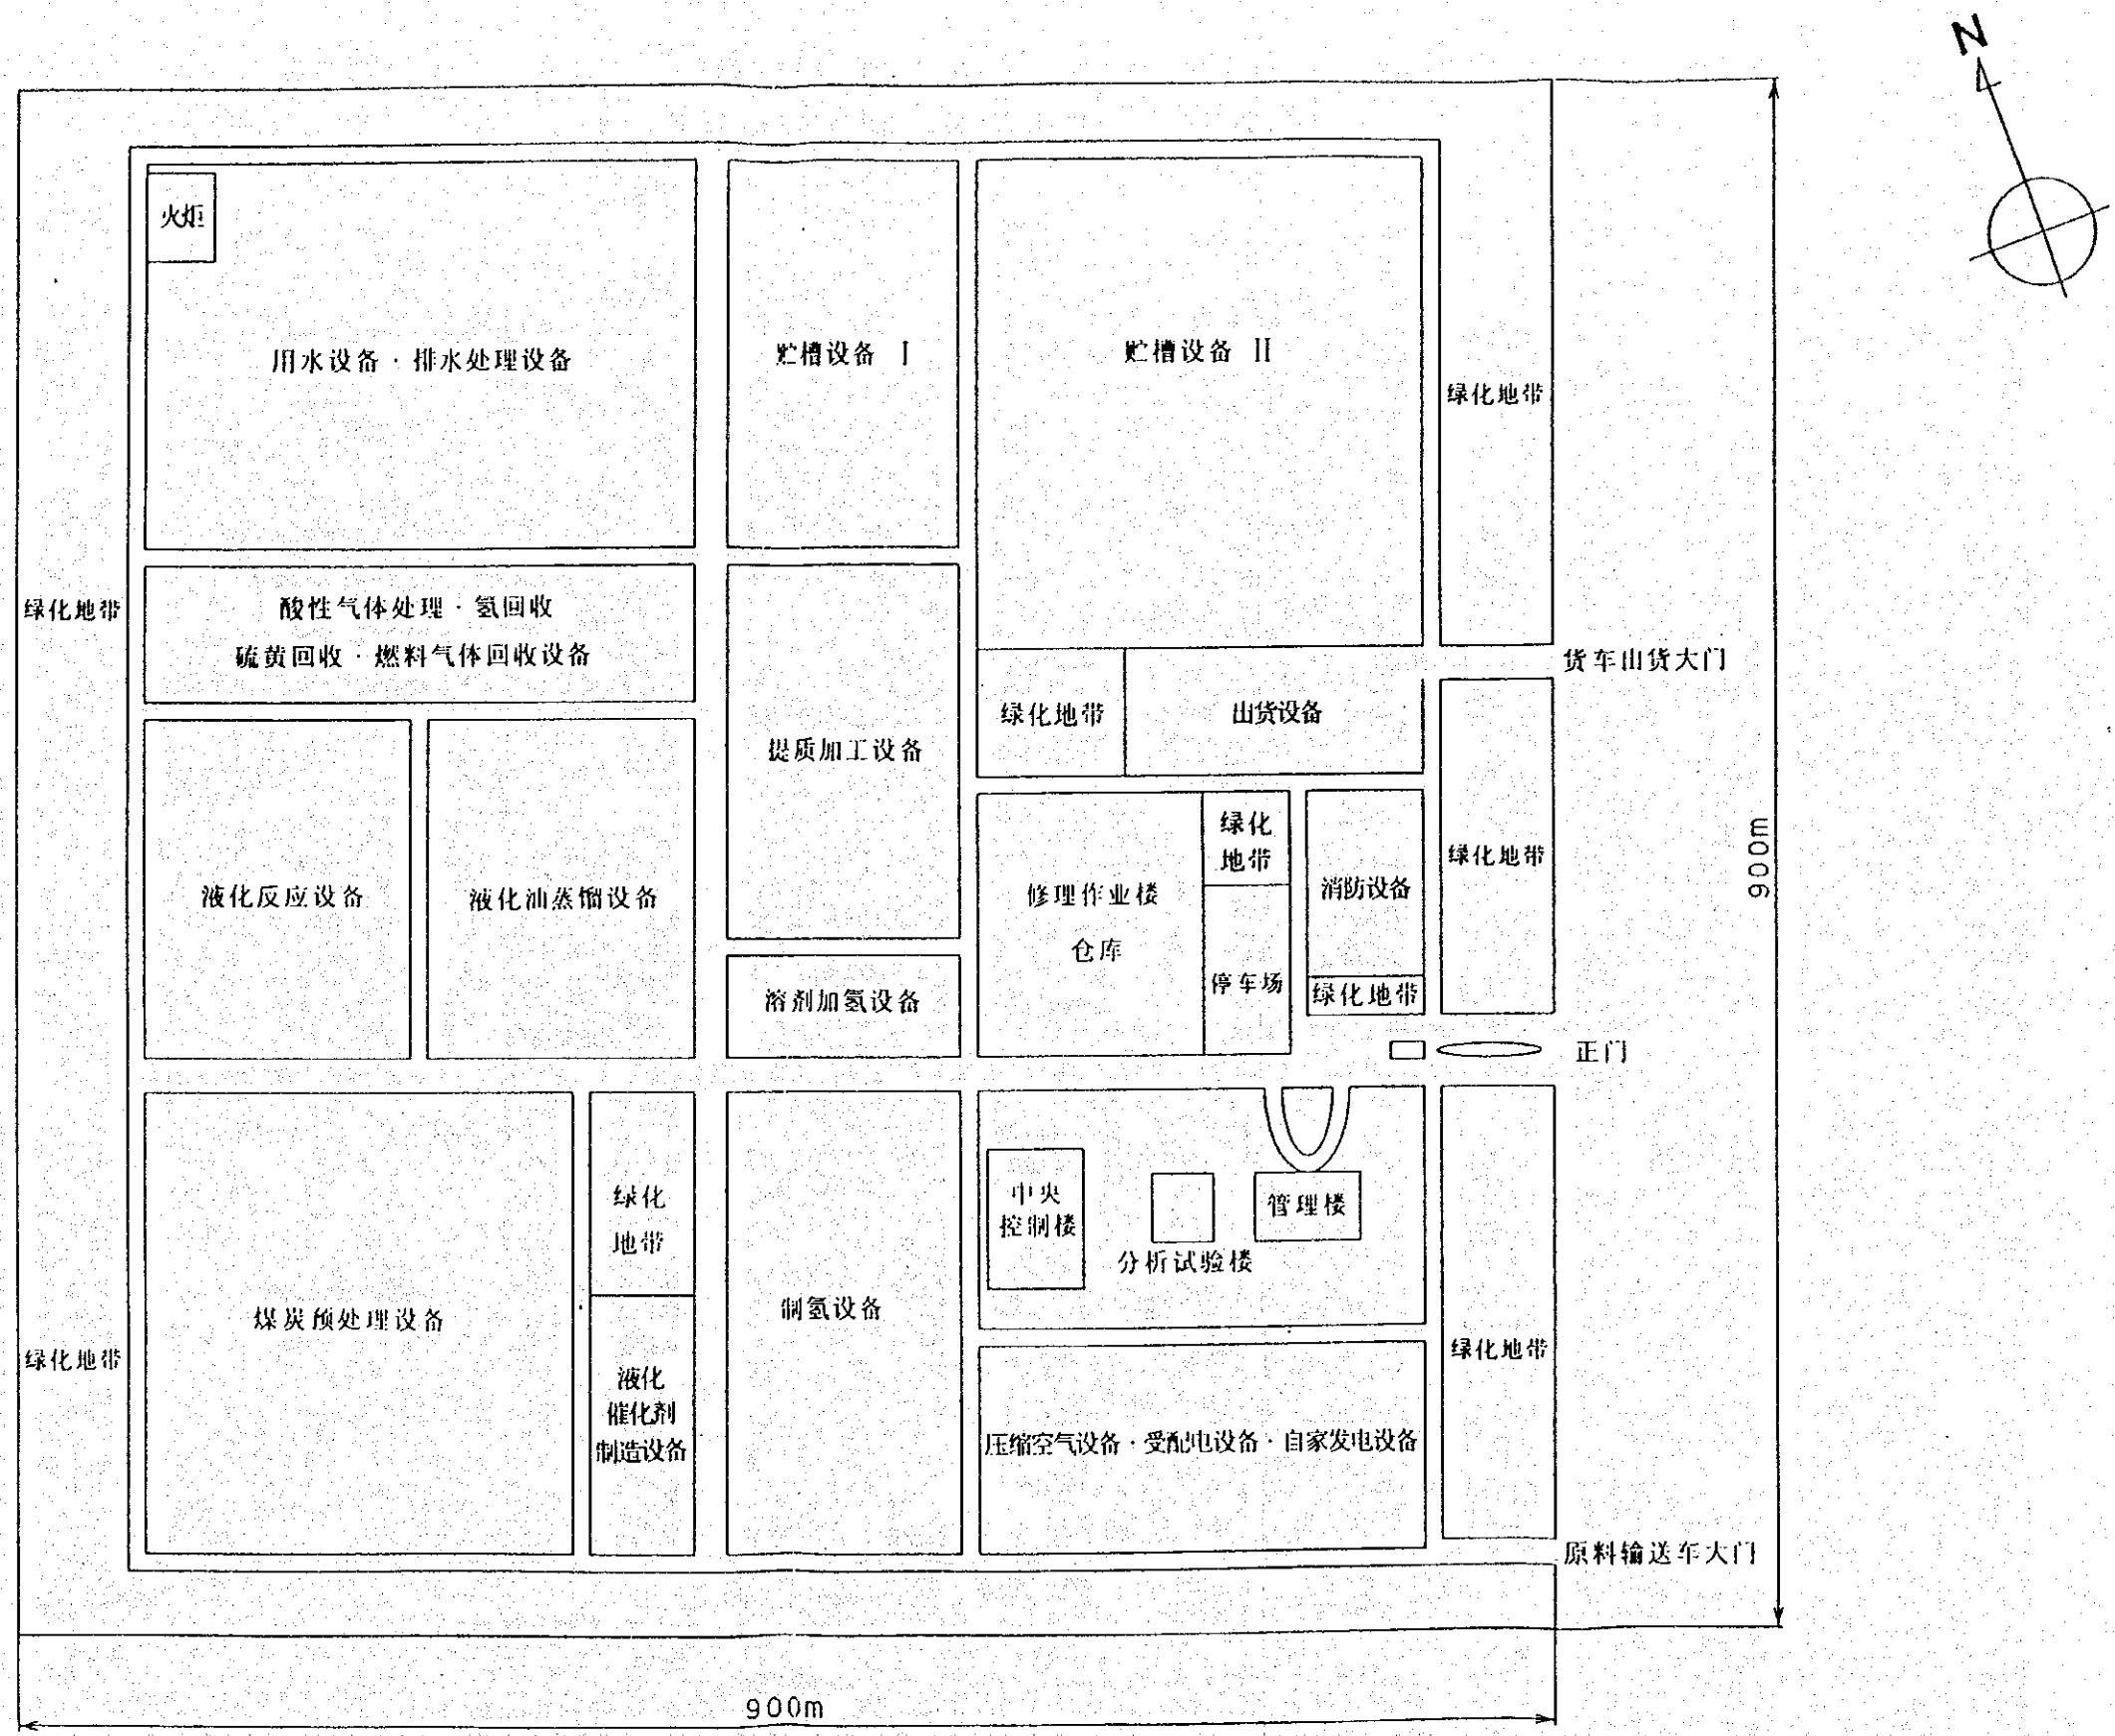 N
火炬
用水设备·排水处理设备
贮槽设备 I
贮槽设备 II
绿化地带
绿化地带
酸性气体处理·氢回收
硫黄回收·燃料气体回收设备
货车出货大门
绿化地带
出货设备
提质加工设备
绿化
地带
900m
绿化地带
液化反应设备
液化油蒸馏设备
修理作业楼
仓库
消防设备
停车场
绿化地带
溶剂加氢设备
正门
绿化
地带
中央
控制楼
管理楼
分析试验楼
煤炭预处理设备
制氢设备
绿化地带
绿化地带
液化
催化剂
制造设备
压缩空气设备·受配电设备·自家发电设备
原料输送车大门
900m